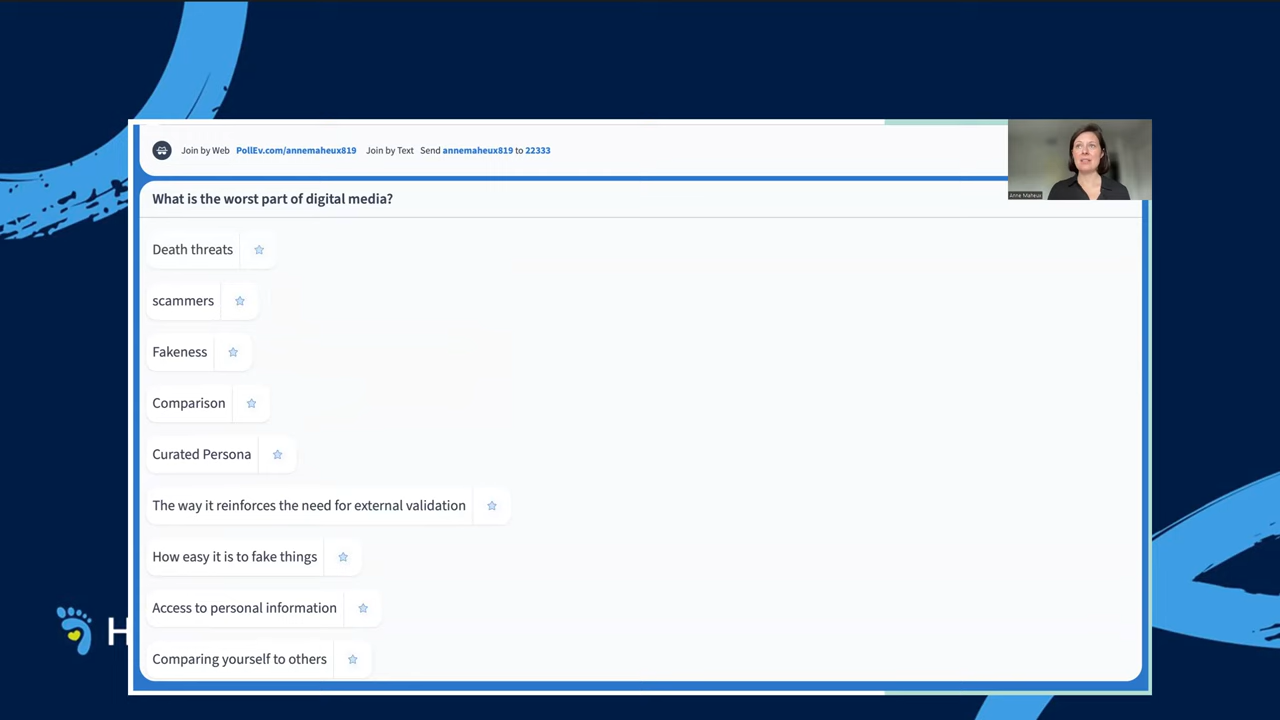 Join by Web PollEv.com/annemaheux819 Join by Text Send annemaheux819 to 22333
Anne Maheux
What is the worst part of digital media?
Death threats
scammers
Fakeness
Comparison
Curated Persona
The way it reinforces the need for external validation
How easy it is to fake things
Access to personal information
Comparing yourself to others
H